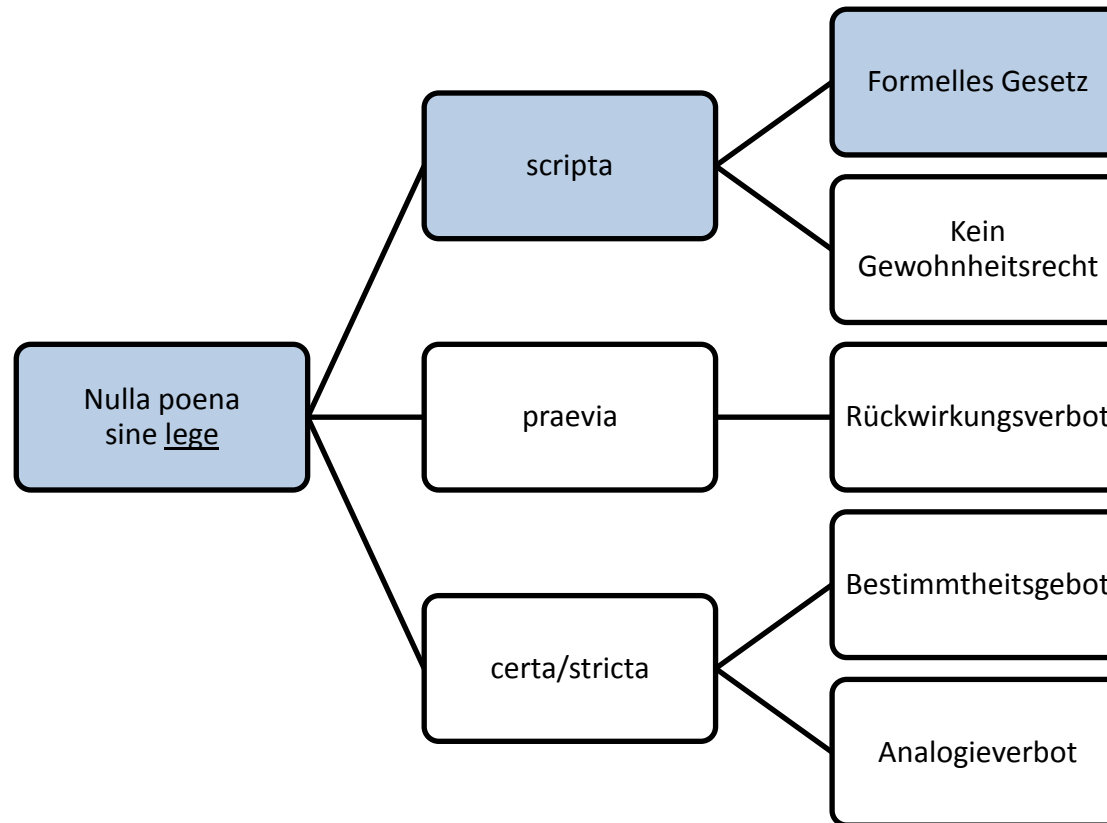 Nulla poena
sine lege
scripta
Formelles Gesetz
Kein
Gewohnheitsrecht
praevia
Rückwirkungsverbot
certa/stricta
Bestimmtheitsgebot
Analogieverbot